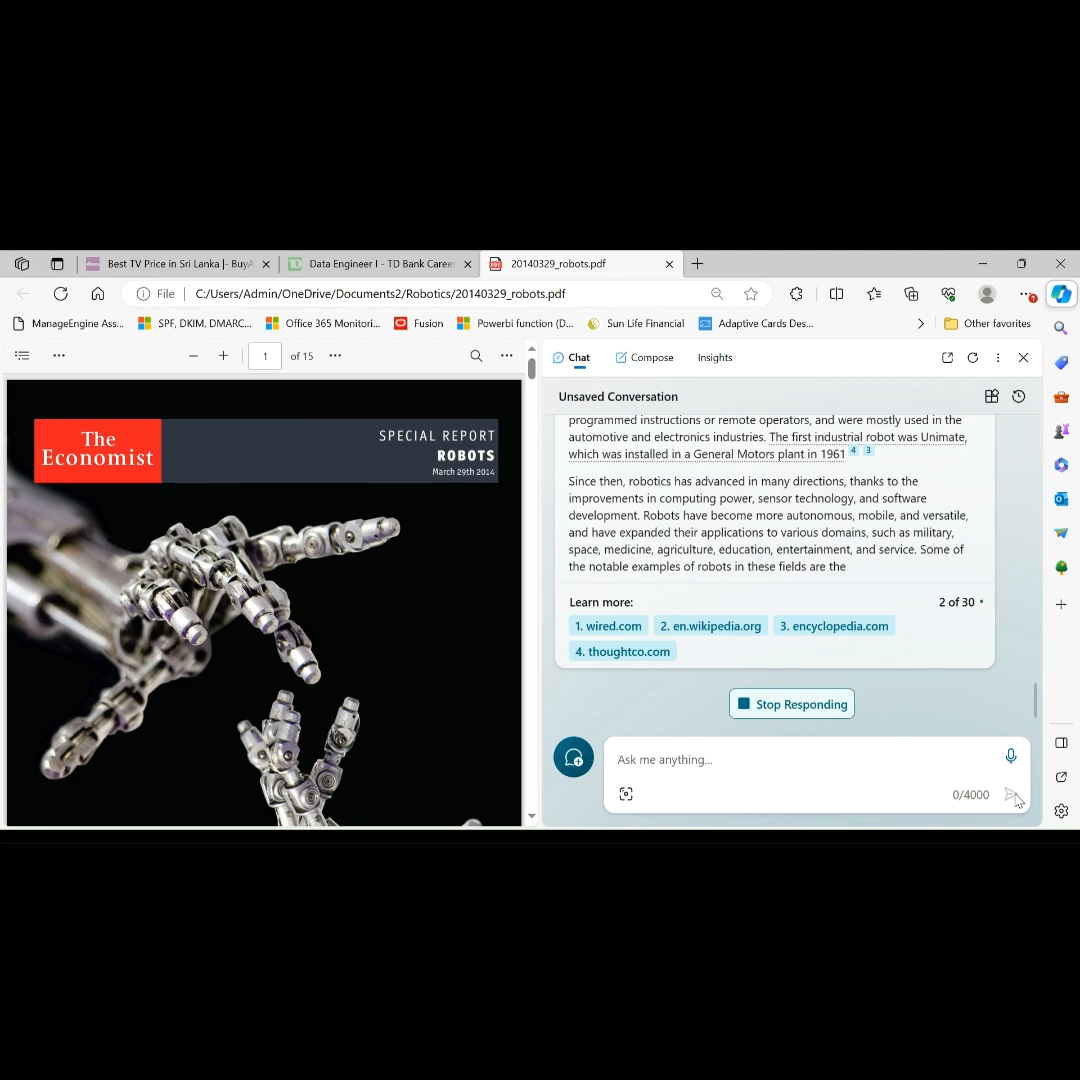 Best TV Price in Sri Lanka |- BuyA
Data Engineer I - TD Bank Career
20140329_robots.pdf
File
C:/Users/Admin/OneDrive/Documents2/Robotics/20140329_robots.pdf
ManageEngine Ass...
SPF, DKIM, DMARC...
Office 365 Monitori...
Fusion
Powerbi function (D...
Sun Life Financial
Adaptive Cards Des...
Other favorites
1 of 15
The
Economist
SPECIAL REPORT
ROBOTS
March 29th 2014
Chat
Compose
Insights
Unsaved Conversation
programmed instructions or remote operators, and were mostly used in the
automotive and electronics industries. The first industrial robot was Unimate,
which was installed in a General Motors plant in 1961 4 3
Since then, robotics has advanced in many directions, thanks to the
improvements in computing power, sensor technology, and software
development. Robots have become more autonomous, mobile, and versatile,
and have expanded their applications to various domains, such as military,
space, medicine, agriculture, education, entertainment, and service. Some of
the notable examples of robots in these fields are the
Learn more:
2 of 30
1. wired.com
2. en.wikipedia.org
3. encyclopedia.com
4. thoughtco.com
Stop Responding
Ask me anything...
0/4000